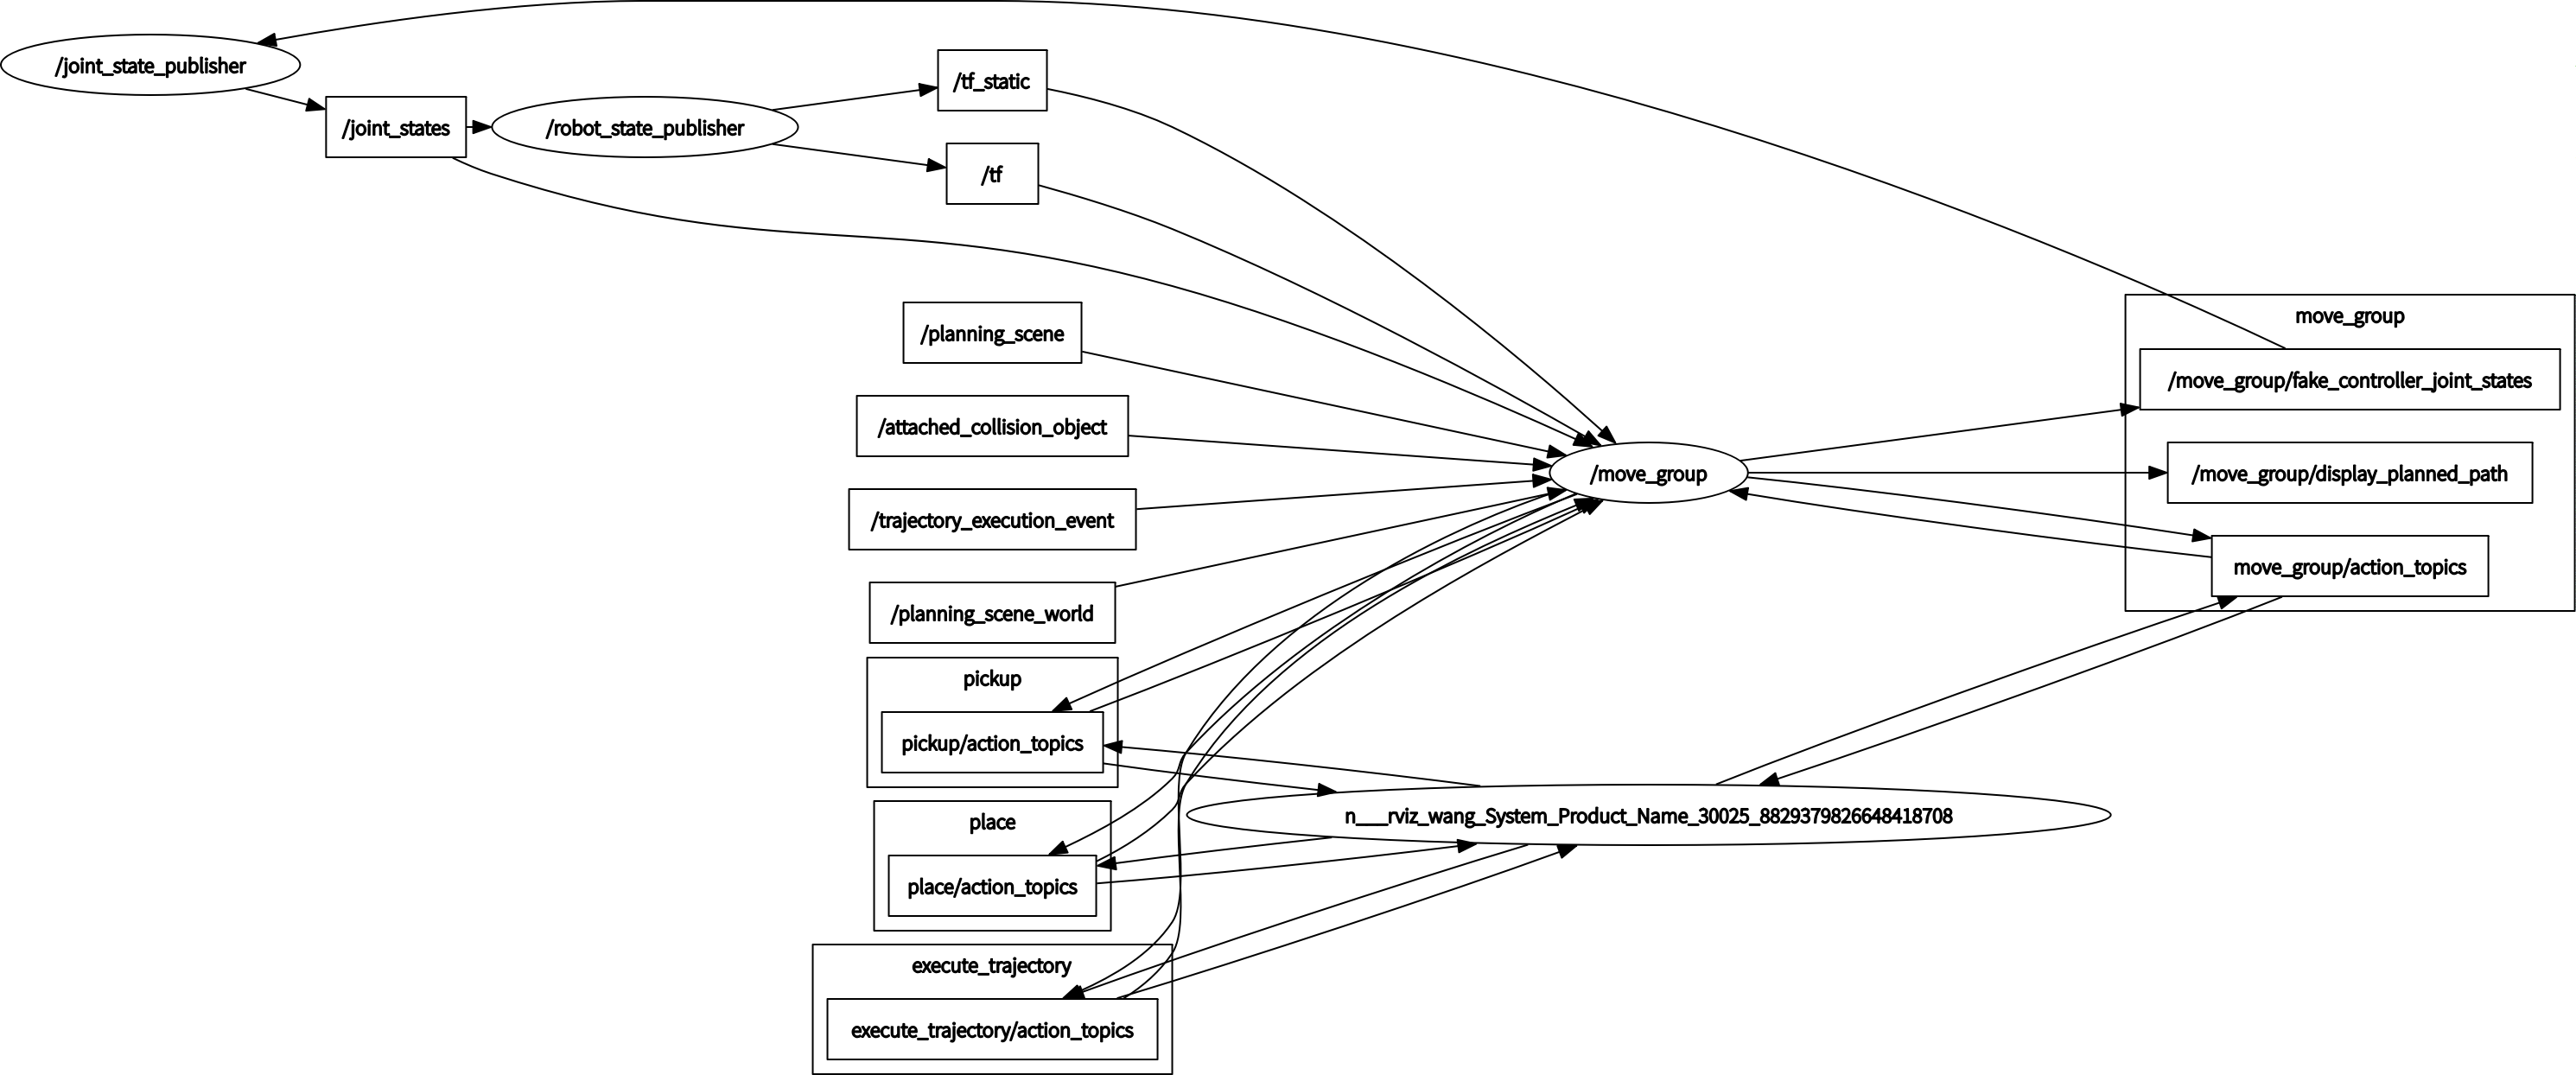 /joint_state_publisher
/joint_states
/robot_state_publisher
/tf_static
/tf
/planning_scene
/attached_collision_object
/trajectory_execution_event
/planning_scene_world
pickup
pickup/action_topics
place
place/action_topics
execute_trajectory
execute_trajectory/action_topics
/move_group
n___rviz_wang_System_Product_Name_30025_8829379826648418708
move_group
/move_group/fake_controller_joint_states
/move_group/display_planned_path
move_group/action_topics